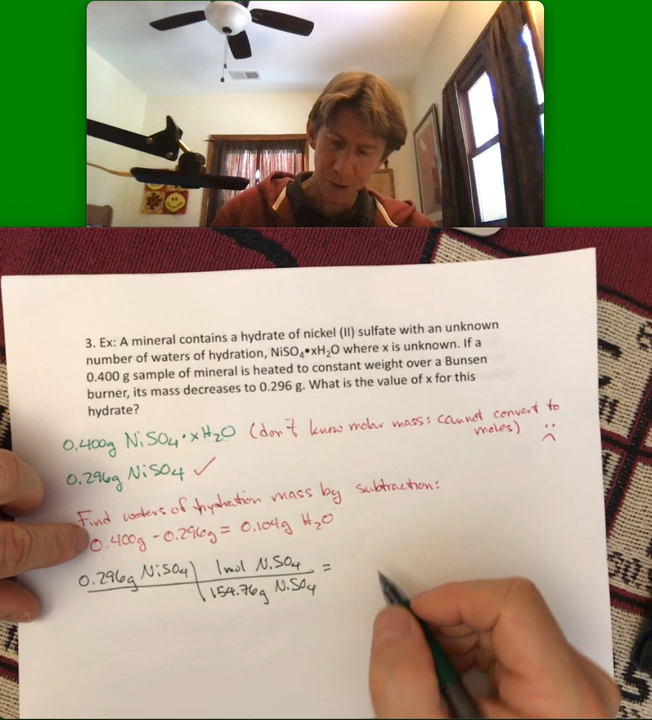 3. Ex: A mineral contains a hydrate of nickel (II) sulfate with an unknown
number of waters of hydration, NiSO₄•xH₂O where x is unknown. If a
0.400 g sample of mineral is heated to constant weight over a Bunsen
burner, its mass decreases to 0.296 g. What is the value of x for this
hydrate?
0.400g NiSO₄·xH₂O (don't know molar mass: cannot convert to
moles) :(
0.296g NiSO₄ ✓
Find waters of hydration mass by subtraction:
0.400g - 0.296g = 0.104g H₂O
0.296g NiSO₄ | 1mol NiSO₄ =
154.76g NiSO₄